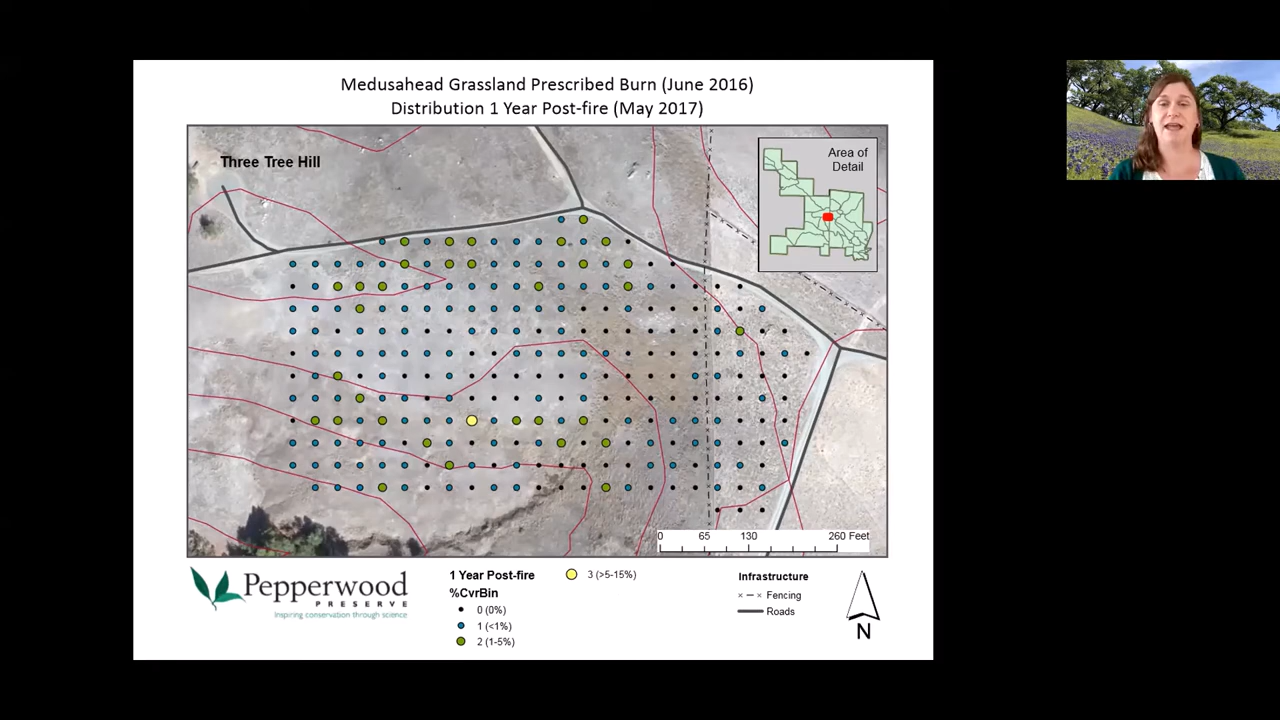 Medusahead Grassland Prescribed Burn (June 2016)
Distribution 1 Year Post-fire (May 2017)
Three Tree Hill
Area of
Detail
0 65 130 260 Feet
Pepperwood
PRESERVE
Inspiring conservation through science
1 Year Post-fire
%CvrBin
0 (0%)
1 (<1%)
2 (1-5%)
3 (>5-15%)
Infrastructure
Fencing
Roads
N